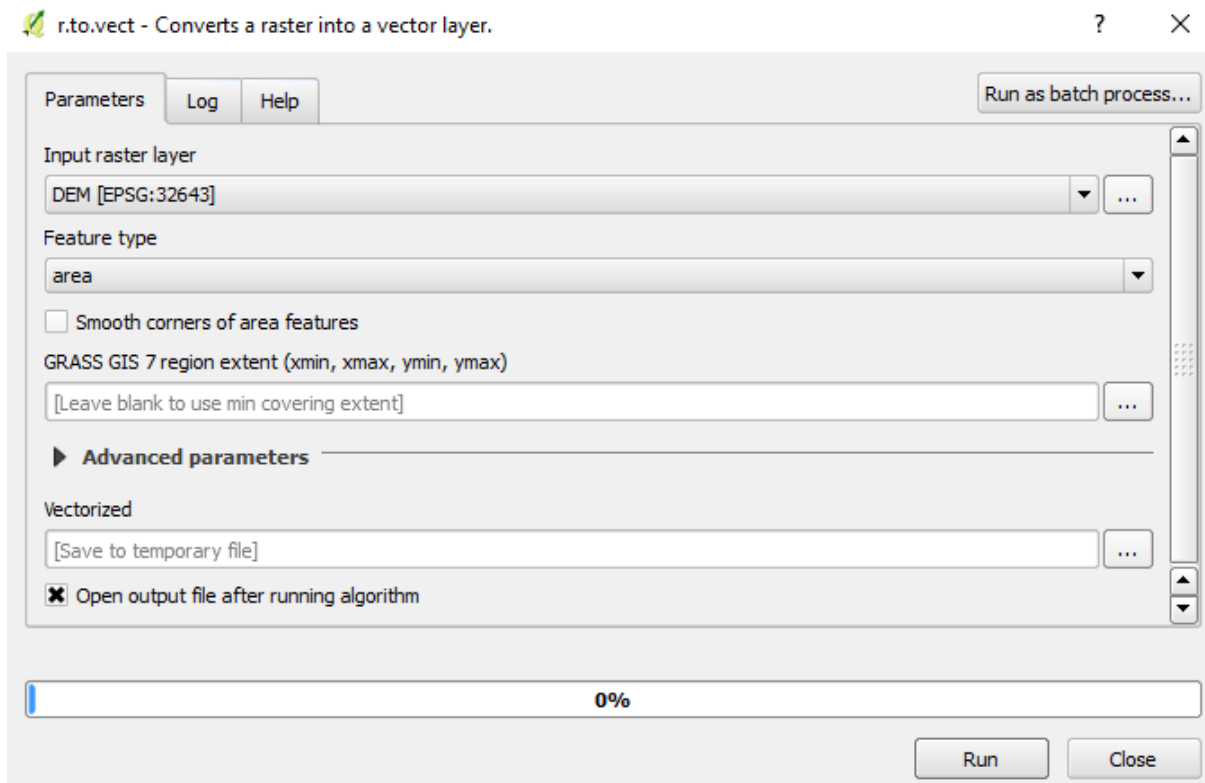 r.to.vect - Converts a raster into a vector layer.
?
Parameters
Log
Help
Run as batch process...
Input raster layer
DEM [EPSG:32643]
...
Feature type
area
Smooth corners of area features
GRASS GIS 7 region extent (xmin, xmax, ymin, ymax)
[Leave blank to use min covering extent]
...
Advanced parameters
Vectorized
[Save to temporary file]
...
Open output file after running algorithm
0%
Run
Close